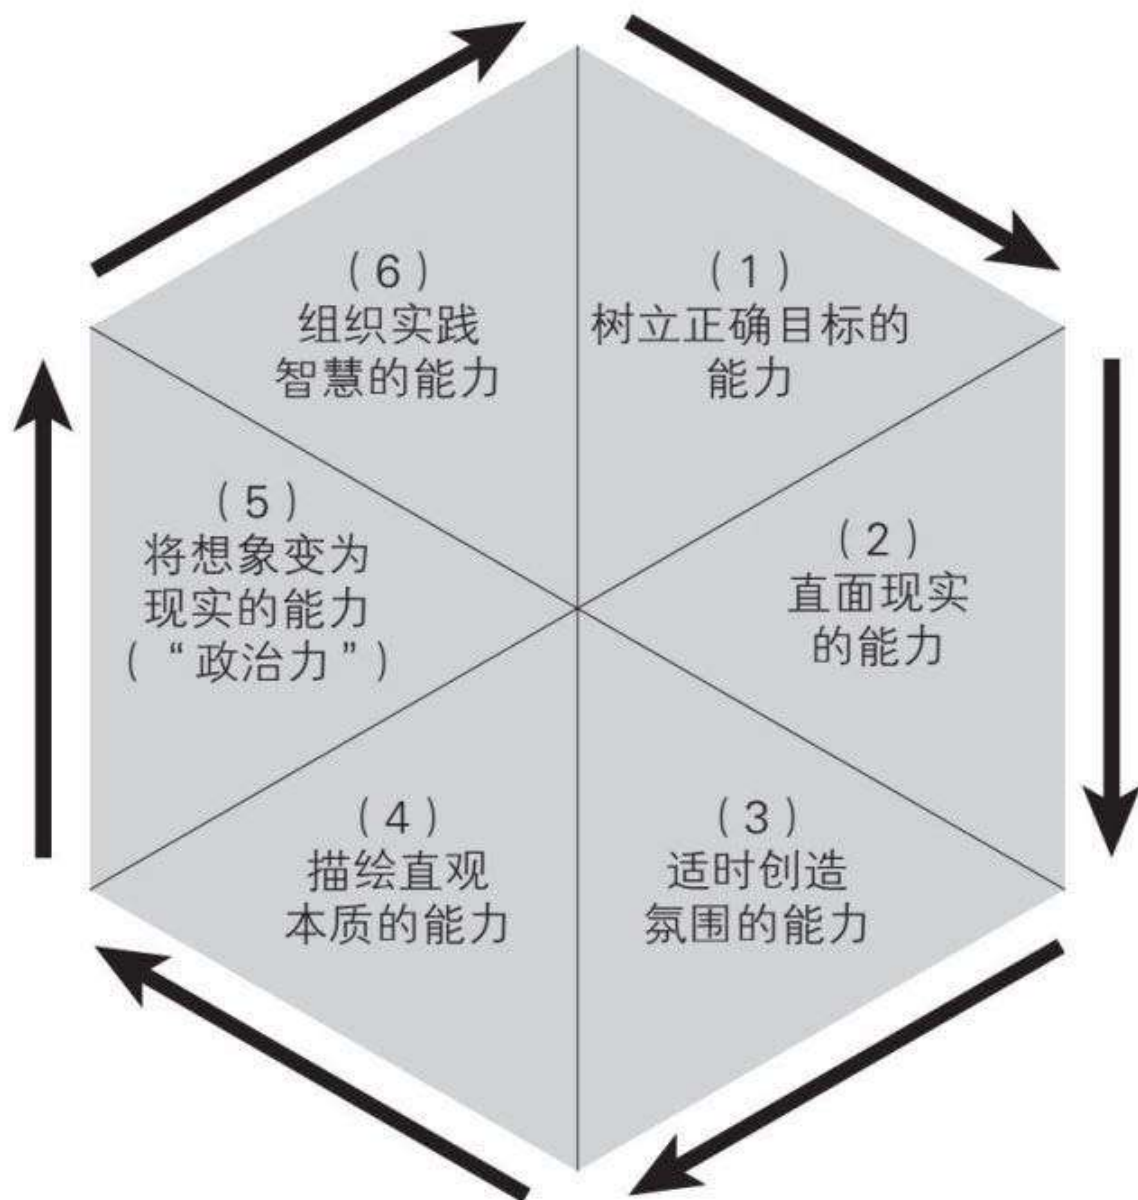 （1）
树立正确目标的
能力
（2）
直面现实
的能力
（3）
适时创造
氛围的能力
（4）
描绘直观
本质的能力
（5）
将想象变为
现实的能力
（“政治力”）
（6）
组织实践
智慧的能力